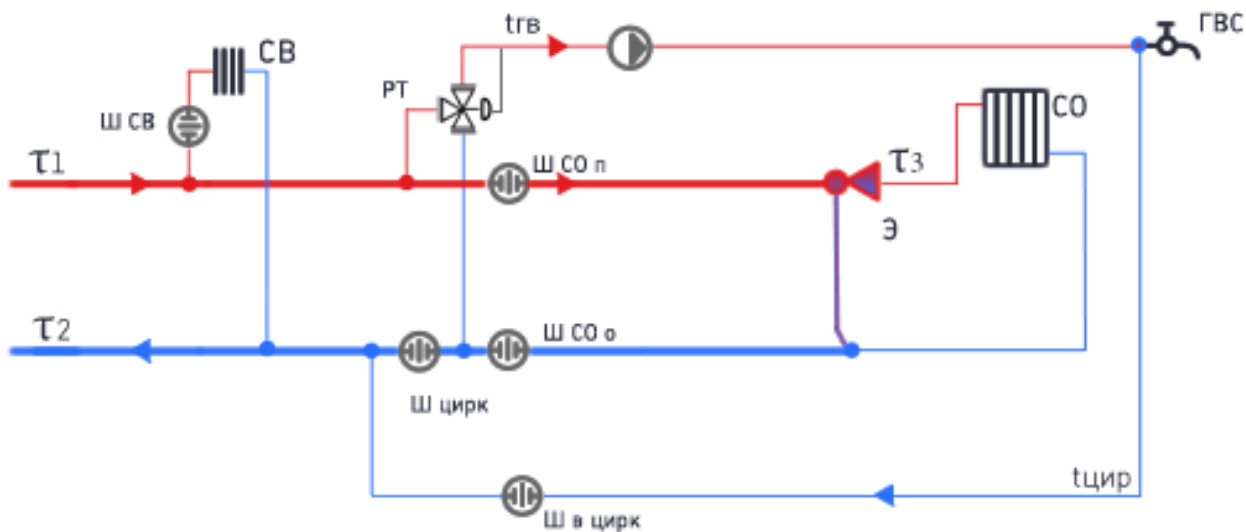 tгв
ГВС
СВ
РТ
СО
Ш СВ
τ1
Ш СО п
τ3
Э
τ2
Ш СО о
Ш цирк
tцир
Ш в цирк